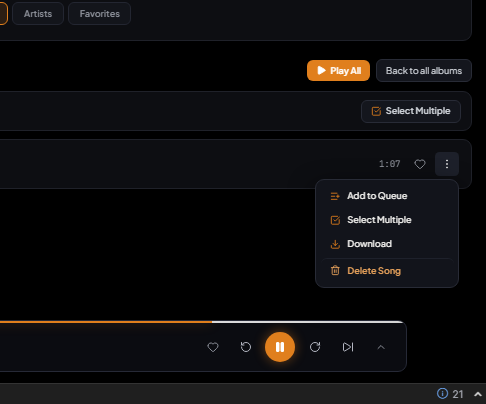 Artists
Favorites
Play All
Back to all albums
Select Multiple
1:07
Add to Queue
Select Multiple
Download
Delete Song
21